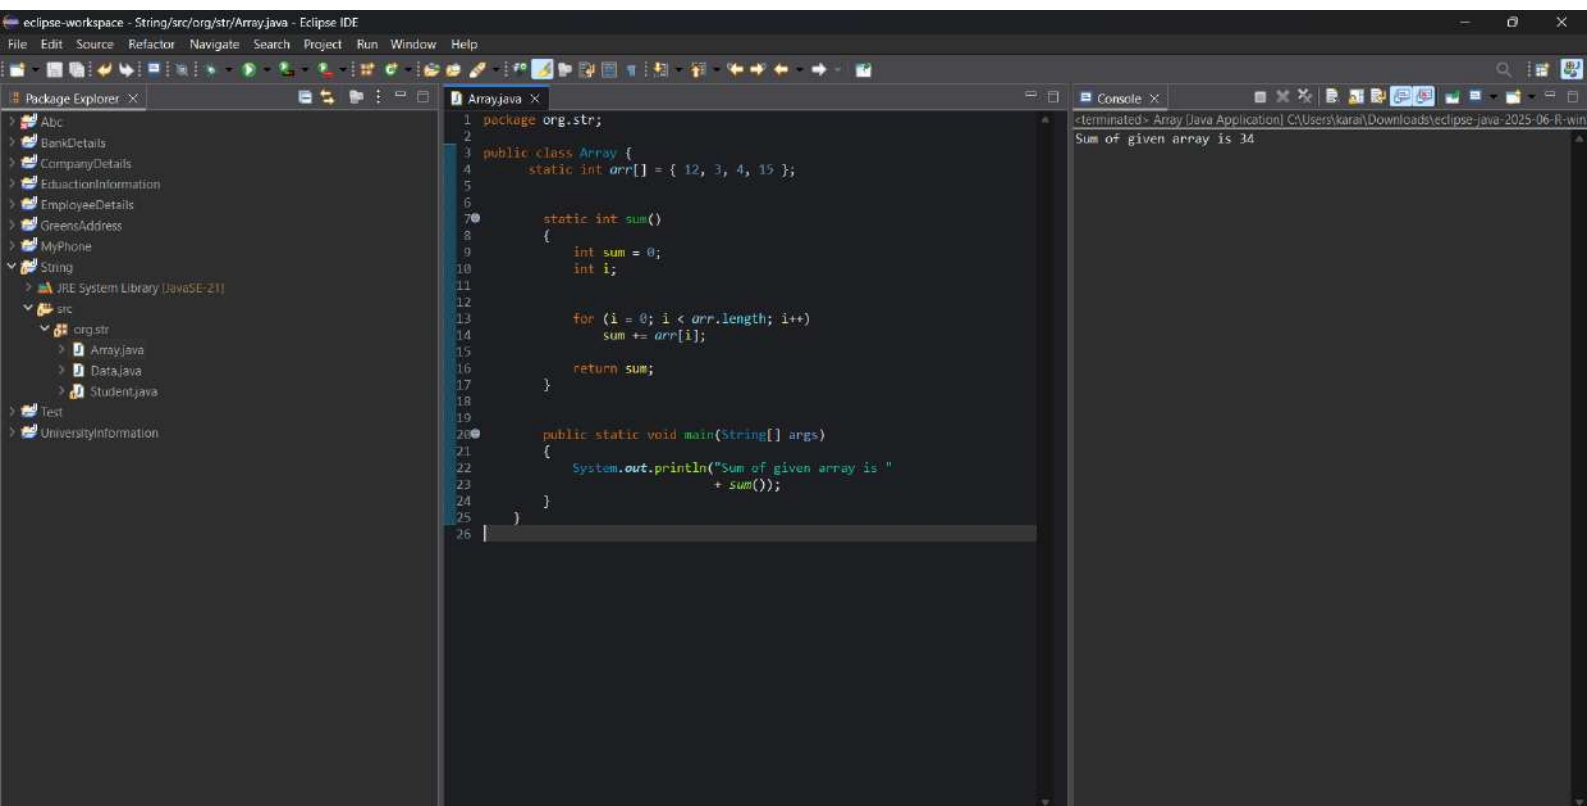 eclipse-workspace - String/src/org/str/Array.java - Eclipse IDE
File Edit Source Refactor Navigate Search Project Run Window Help
Package Explorer
Abc
BankDetails
CompanyDetails
EduactionInformation
EmployeeDetails
GreensAddress
MyPhone
String
JRE System Library [JavaSE-21]
src
org.str
Array.java
Data.java
Student.java
Test
UniversityInformation
Array.java
1 package org.str;
2
3 public class Array {
4 static int arr[] = { 12, 3, 4, 15 };
5
6
7 static int sum()
8 {
9 int sum = 0;
10 int i;
11
12
13 for (i = 0; i < arr.length; i++)
14 sum += arr[i];
15
16 return sum;
17 }
18
19
20 public static void main(String[] args)
21 {
22 System.out.println("Sum of given array is "
23 + sum());
24 }
25 }
26
Console
<terminated> Array [Java Application] C:\Users\karai\Downloads\eclipse-java-2025-06-R-win
Sum of given array is 34